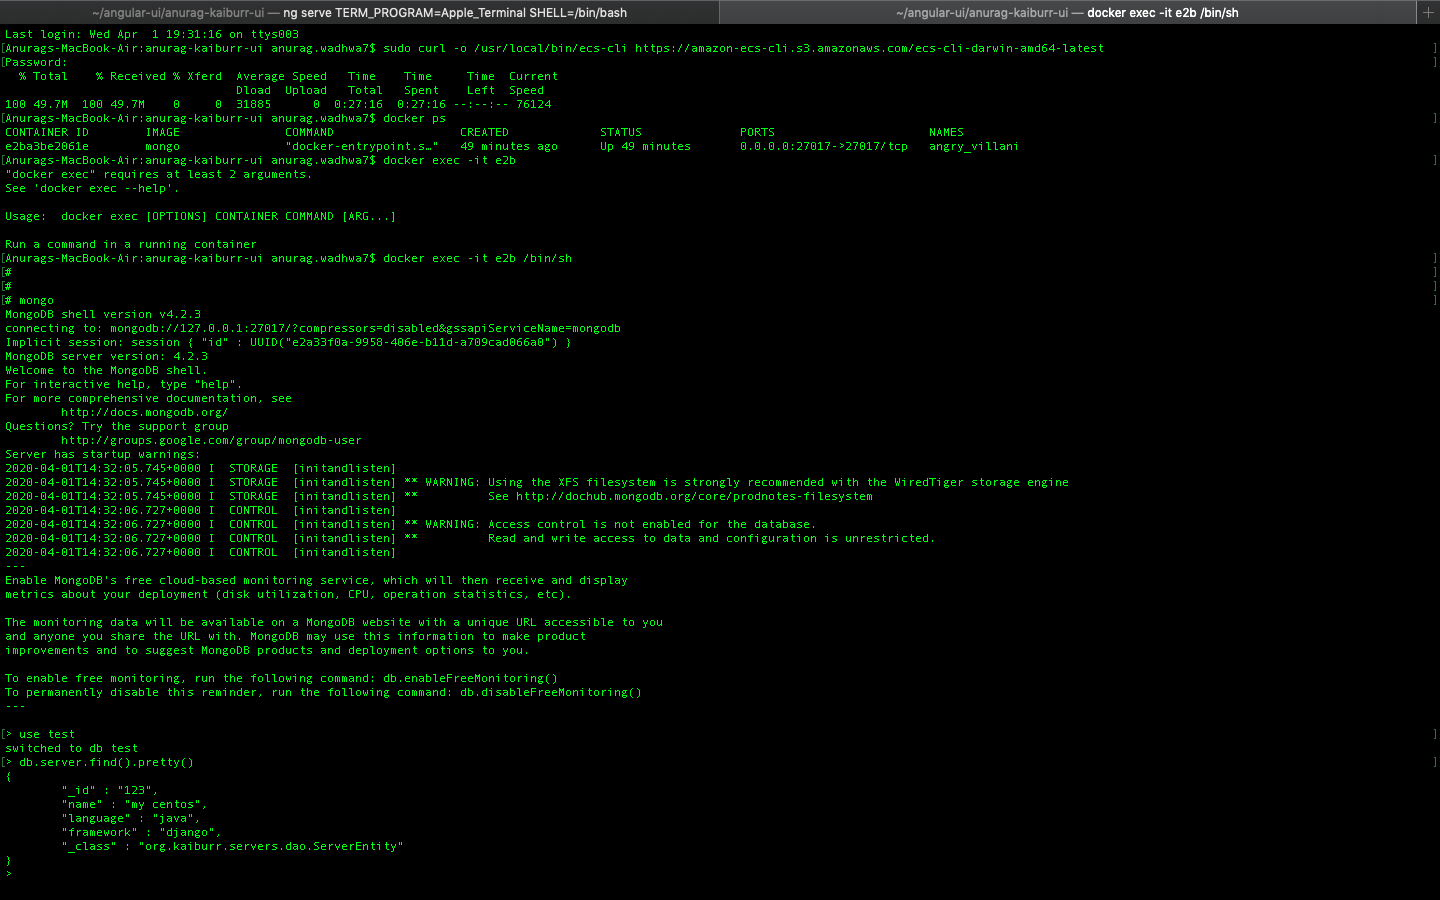 ~/angular-ui/anurag-kaiburr-ui — ng serve TERM_PROGRAM=Apple_Terminal SHELL=/bin/bash
~/angular-ui/anurag-kaiburr-ui — docker exec -it e2b /bin/sh +
Last login: Wed Apr  1 19:31:16 on ttys003
[Anurags-MacBook-Air:anurag-kaiburr-ui anurag.wadhwa7$ sudo curl -o /usr/local/bin/ecs-cli https://amazon-ecs-cli.s3.amazonaws.com/ecs-cli-darwin-amd64-latest ]
[Password: ]
  % Total    % Received % Xferd  Average Speed   Time    Time     Time  Current
                                 Dload  Upload   Total   Spent    Left  Speed
100 49.7M  100 49.7M    0     0  31885      0  0:27:16  0:27:16 --:--:-- 76124
[Anurags-MacBook-Air:anurag-kaiburr-ui anurag.wadhwa7$ docker ps ]
CONTAINER ID        IMAGE               COMMAND                  CREATED             STATUS              PORTS                      NAMES
e2ba3be2061e        mongo               "docker-entrypoint.s…"   49 minutes ago      Up 49 minutes       0.0.0.0:27017->27017/tcp   angry_villani
[Anurags-MacBook-Air:anurag-kaiburr-ui anurag.wadhwa7$ docker exec -it e2b ]
"docker exec" requires at least 2 arguments.
See 'docker exec --help'.
Usage:  docker exec [OPTIONS] CONTAINER COMMAND [ARG...]
Run a command in a running container
[Anurags-MacBook-Air:anurag-kaiburr-ui anurag.wadhwa7$ docker exec -it e2b /bin/sh ]
[# ]
[# ]
[# mongo ]
MongoDB shell version v4.2.3
connecting to: mongodb://127.0.0.1:27017/?compressors=disabled&gssapiServiceName=mongodb
Implicit session: session { "id" : UUID("e2a33f0a-9958-406e-b11d-a709cad066a0") }
MongoDB server version: 4.2.3
Welcome to the MongoDB shell.
For interactive help, type "help".
For more comprehensive documentation, see
        http://docs.mongodb.org/
Questions? Try the support group
        http://groups.google.com/group/mongodb-user
Server has startup warnings:
2020-04-01T14:32:05.745+0000 I  STORAGE  [initandlisten]
2020-04-01T14:32:05.745+0000 I  STORAGE  [initandlisten] ** WARNING: Using the XFS filesystem is strongly recommended with the WiredTiger storage engine
2020-04-01T14:32:05.745+0000 I  STORAGE  [initandlisten] **          See http://dochub.mongodb.org/core/prodnotes-filesystem
2020-04-01T14:32:06.727+0000 I  CONTROL  [initandlisten]
2020-04-01T14:32:06.727+0000 I  CONTROL  [initandlisten] ** WARNING: Access control is not enabled for the database.
2020-04-01T14:32:06.727+0000 I  CONTROL  [initandlisten] **          Read and write access to data and configuration is unrestricted.
2020-04-01T14:32:06.727+0000 I  CONTROL  [initandlisten]
---
Enable MongoDB's free cloud-based monitoring service, which will then receive and display
metrics about your deployment (disk utilization, CPU, operation statistics, etc).
The monitoring data will be available on a MongoDB website with a unique URL accessible to you
and anyone you share the URL with. MongoDB may use this information to make product
improvements and to suggest MongoDB products and deployment options to you.
To enable free monitoring, run the following command: db.enableFreeMonitoring()
To permanently disable this reminder, run the following command: db.disableFreeMonitoring()
---
[> use test ]
switched to db test
[> db.server.find().pretty() ]
{
        "_id" : "123",
        "name" : "my centos",
        "language" : "java",
        "framework" : "django",
        "_class" : "org.kaiburr.servers.dao.ServerEntity"
}
>